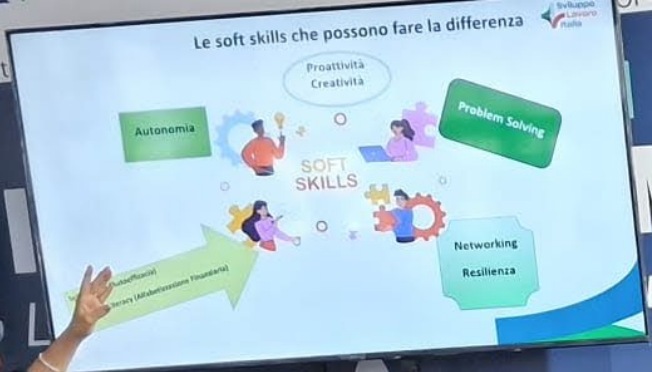 Le soft skills che possono fare la differenza
Sviluppo
Lavoro
Italia
Proattività
Creatività
Autonomia
Problem Solving
SOFT
SKILLS
Networking
Resilienza
(Autoefficacia)
(Alfabetizzazione Finanziaria)